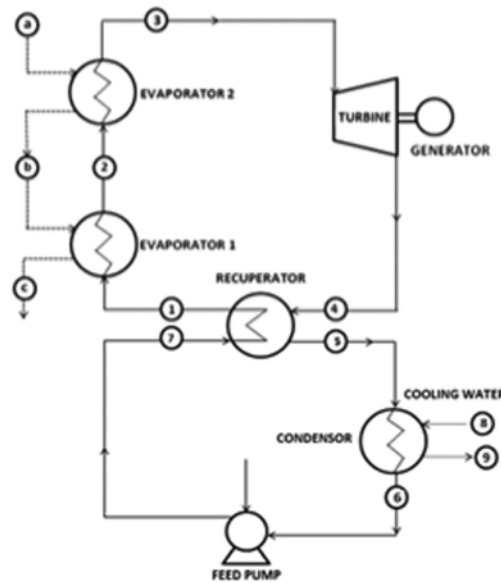 3
a
EVAPORATOR 2
TURBINE
GENERATOR
b
2
EVAPORATOR 1
c
RECUPERATOR
1
4
7
5
COOLING WATER
8
CONDENSOR
9
6
FEED PUMP